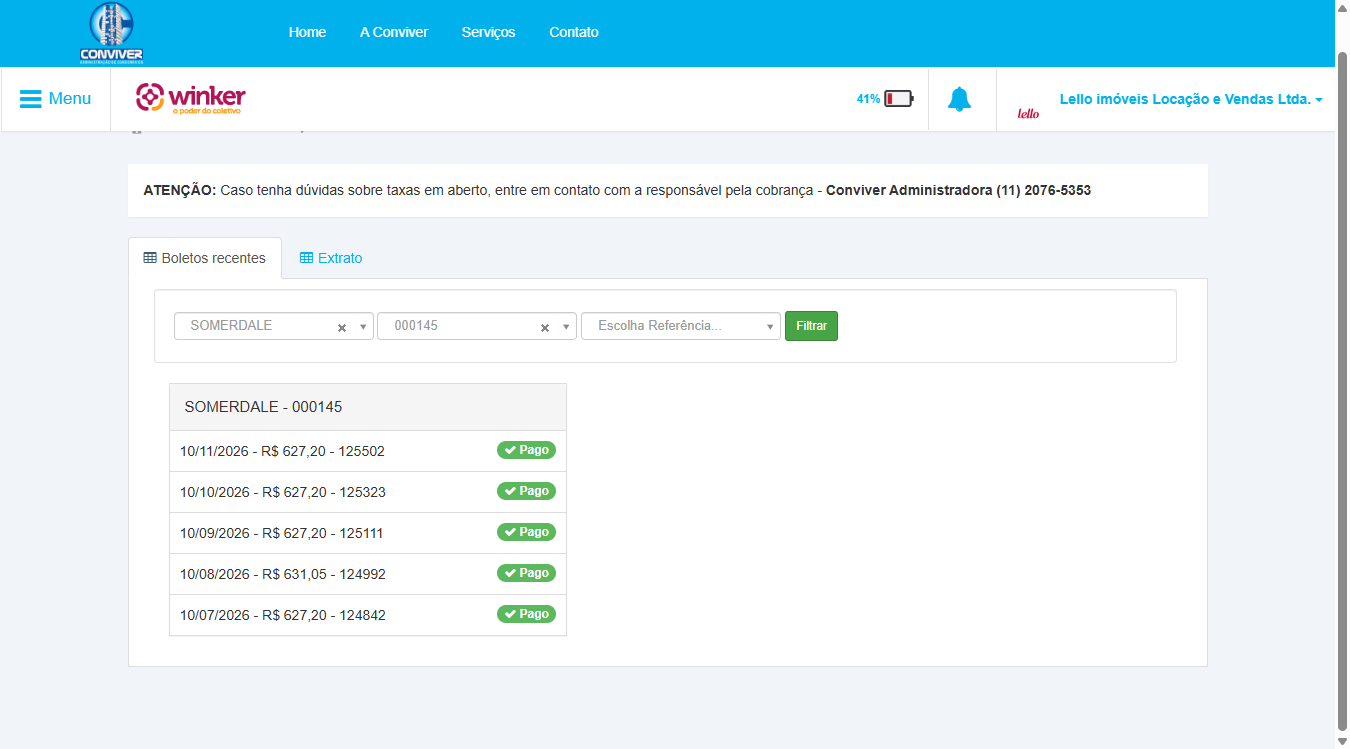 CONVIVER
Home A Conviver Serviços Contato
Menu
winker
o poder do coletivo
41%
lello
Lello imóveis Locação e Vendas Ltda.
ATENÇÃO: Caso tenha dúvidas sobre taxas em aberto, entre em contato com a responsável pela cobrança - Conviver Administradora (11) 2076-5353
Boletos recentes Extrato
SOMERDALE × 000145 × Escolha Referência... Filtrar
SOMERDALE - 000145
10/11/2026 - R$ 627,20 - 125502 Pago
10/10/2026 - R$ 627,20 - 125323 Pago
10/09/2026 - R$ 627,20 - 125111 Pago
10/08/2026 - R$ 631,05 - 124992 Pago
10/07/2026 - R$ 627,20 - 124842 Pago